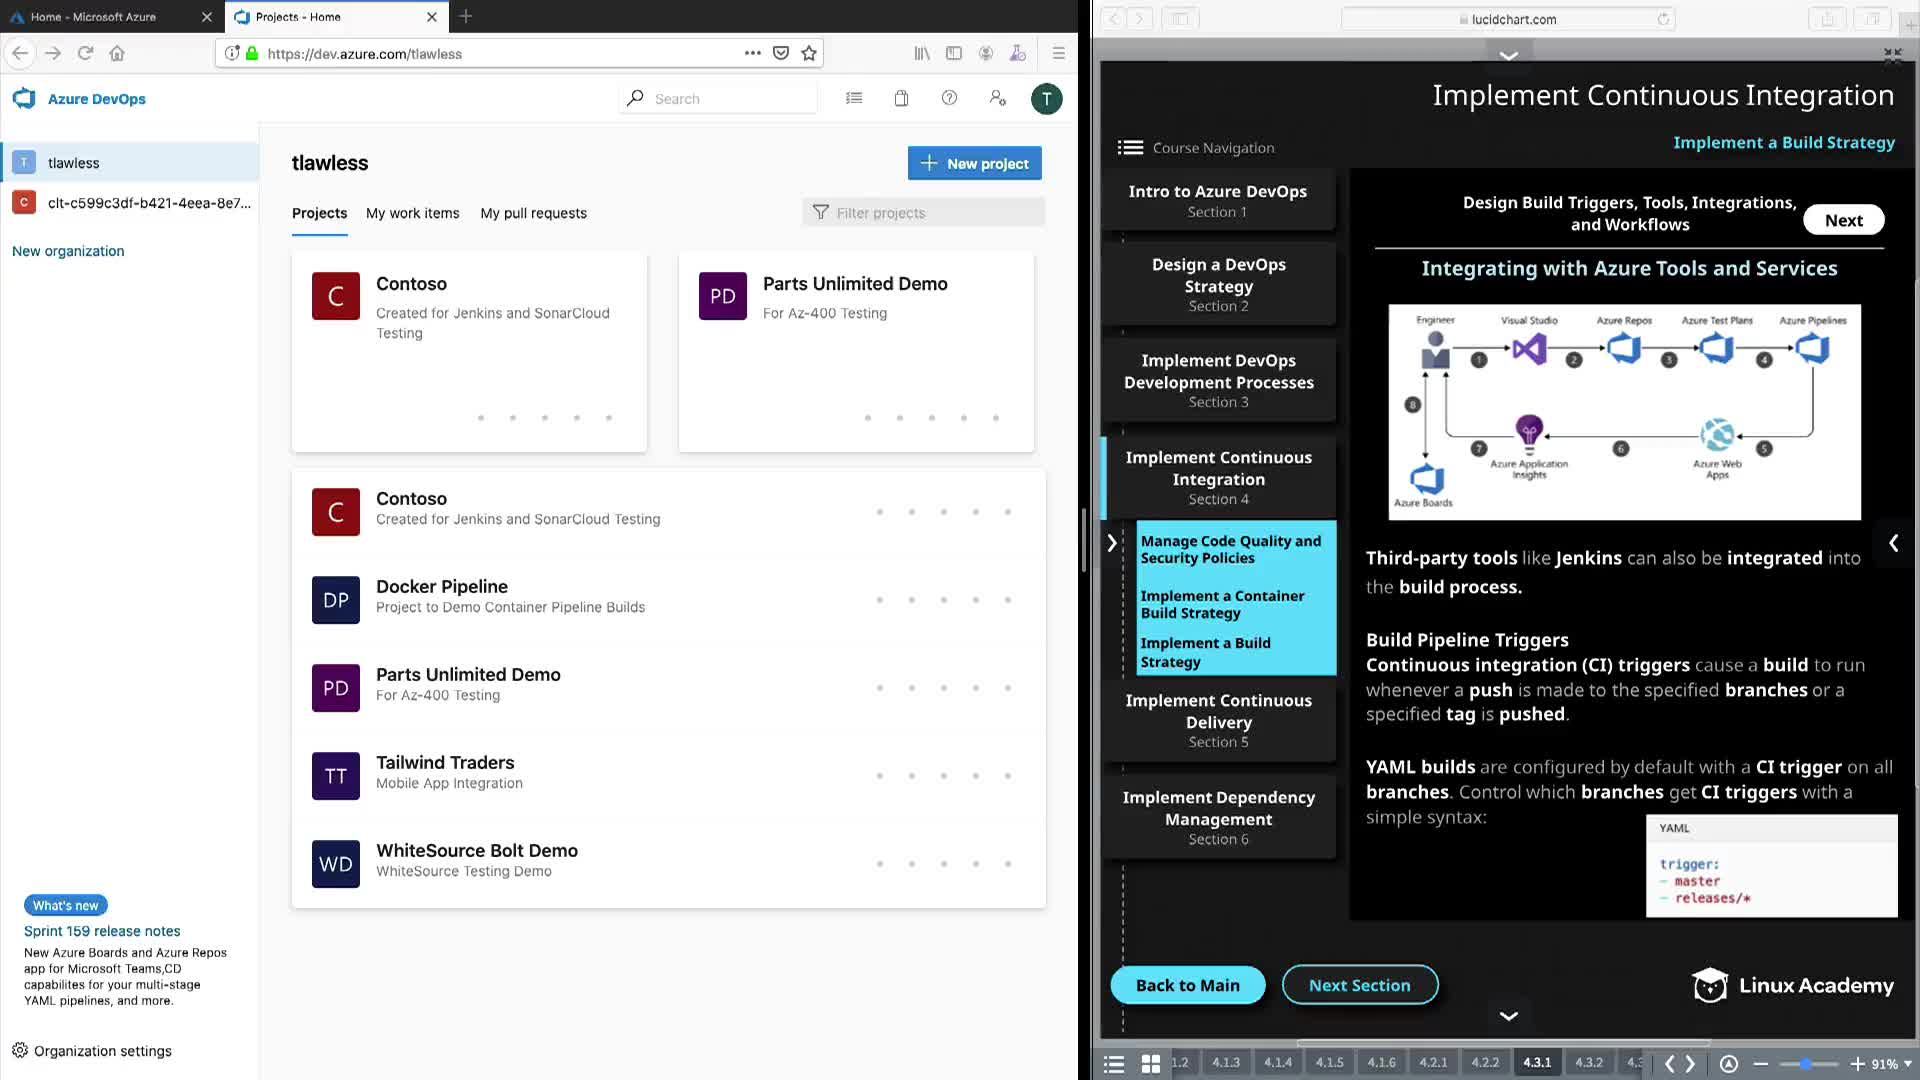 Home - Microsoft Azure
Projects - Home
https://dev.azure.com/tlawless
Azure DevOps
Search
T
T tlawless
C clt-c599c3df-b421-4eea-8e7...
New organization
tlawless
New project
Projects
My work items
My pull requests
Filter projects
C Contoso
Created for Jenkins and SonarCloud
Testing
PD Parts Unlimited Demo
For Az-400 Testing
C Contoso
Created for Jenkins and SonarCloud Testing
DP Docker Pipeline
Project to Demo Container Pipeline Builds
PD Parts Unlimited Demo
For Az-400 Testing
TT Tailwind Traders
Mobile App Integration
WD WhiteSource Bolt Demo
WhiteSource Testing Demo
What's new
Sprint 159 release notes
New Azure Boards and Azure Repos
app for Microsoft Teams,CD
capabilites for your multi-stage
YAML pipelines, and more.
Organization settings
lucidchart.com
Implement Continuous Integration
Implement a Build Strategy
Course Navigation
Intro to Azure DevOps
Section 1
Design a DevOps
Strategy
Section 2
Implement DevOps
Development Processes
Section 3
Implement Continuous
Integration
Section 4
Manage Code Quality and
Security Policies
Implement a Container
Build Strategy
Implement a Build
Strategy
Implement Continuous
Delivery
Section 5
Implement Dependency
Management
Section 6
Design Build Triggers, Tools, Integrations,
and Workflows
Next
Integrating with Azure Tools and Services
Engineer
Visual Studio
Azure Repos
Azure Test Plans
Azure Pipelines
1
2
3
4
8
7
6
5
Azure Application
Insights
Azure Web
Apps
Azure Boards
Third-party tools like Jenkins can also be integrated into
the build process.
Build Pipeline Triggers
Continuous integration (CI) triggers cause a build to run
whenever a push is made to the specified branches or a
specified tag is pushed.
YAML builds are configured by default with a CI trigger on all
branches. Control which branches get CI triggers with a
simple syntax:
YAML
trigger:
- master
- releases/*
Back to Main
Next Section
Linux Academy
1.2
4.1.3
4.1.4
4.1.5
4.1.6
4.2.1
4.2.2
4.3.1
4.3.2
4.3
91%